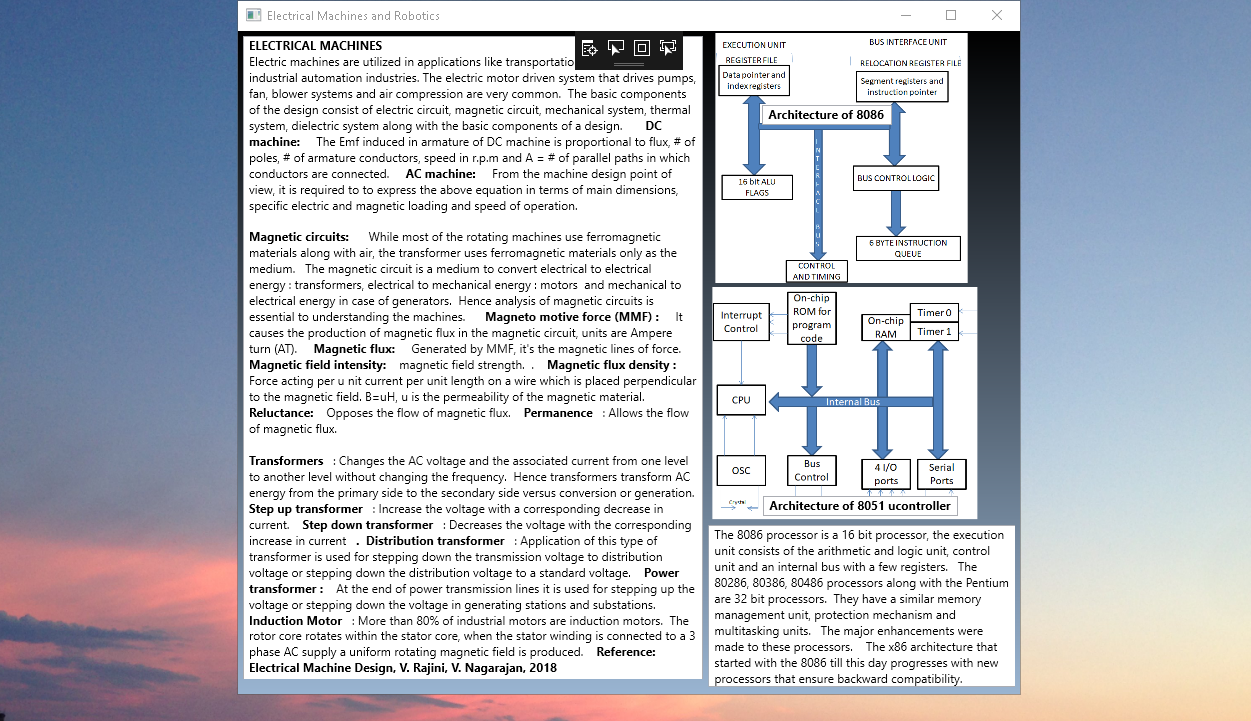 Electrical Machines and Robotics
ELECTRICAL MACHINES
Electric machines are utilized in applications like transportatio
industrial automation industries. The electric motor driven system that drives pumps,
fan, blower systems and air compression are very common. The basic components
of the design consist of electric circuit, magnetic circuit, mechanical system, thermal
system, dielectric system along with the basic components of a design. DC
machine: The Emf induced in armature of DC machine is proportional to flux, # of
poles, # of armature conductors, speed in r.p.m and A = # of parallel paths in which
conductors are connected. AC machine: From the machine design point of
view, it is required to to express the above equation in terms of main dimensions,
specific electric and magnetic loading and speed of operation.
Magnetic circuits: While most of the rotating machines use ferromagnetic
materials along with air, the transformer uses ferromagnetic materials only as the
medium. The magnetic circuit is a medium to convert electrical to electrical
energy : transformers, electrical to mechanical energy : motors and mechanical to
electrical energy in case of generators. Hence analysis of magnetic circuits is
essential to understanding the machines. Magneto motive force (MMF) : It
causes the production of magnetic flux in the magnetic circuit, units are Ampere
turn (AT). Magnetic flux: Generated by MMF, it's the magnetic lines of force.
Magnetic field intensity: magnetic field strength. . Magnetic flux density :
Force acting per u nit current per unit length on a wire which is placed perpendicular
to the magnetic field. B=uH, u is the permeability of the magnetic material.
Reluctance: Opposes the flow of magnetic flux. Permanence : Allows the flow
of magnetic flux.
Transformers : Changes the AC voltage and the associated current from one level
to another level without changing the frequency. Hence transformers transform AC
energy from the primary side to the secondary side versus conversion or generation.
Step up transformer : Increase the voltage with a corresponding decrease in
current. Step down transformer : Decreases the voltage with the corresponding
increase in current . Distribution transformer : Application of this type of
transformer is used for stepping down the transmission voltage to distribution
voltage or stepping down the distribution voltage to a standard voltage. Power
transformer : At the end of power transmission lines it is used for stepping up the
voltage or stepping down the voltage in generating stations and substations.
Induction Motor : More than 80% of industrial motors are induction motors. The
rotor core rotates within the stator core, when the stator winding is connected to a 3
phase AC supply a uniform rotating magnetic field is produced. Reference:
Electrical Machine Design, V. Rajini, V. Nagarajan, 2018
EXECUTION UNIT
BUS INTERFACE UNIT
REGISTER FILE
RELOCATION REGISTER FILE
Data pointer and
index registers
Segment registers and
instruction pointer
Architecture of 8086
INTERFACE BUS
16 bit ALU
FLAGS
BUS CONTROL LOGIC
6 BYTE INSTRUCTION
QUEUE
CONTROL
AND TIMING
Interrupt
Control
On-chip
ROM for
program
code
On-chip
RAM
Timer 0
Timer 1
CPU
Internal Bus
OSC
Bus
Control
4 I/O
ports
Serial
Ports
Crystal
Architecture of 8051 ucontroller
The 8086 processor is a 16 bit processor, the execution
unit consists of the arithmetic and logic unit, control
unit and an internal bus with a few registers. The
80286, 80386, 80486 processors along with the Pentium
are 32 bit processors. They have a similar memory
management unit, protection mechanism and
multitasking units. The major enhancements were
made to these processors. The x86 architecture that
started with the 8086 till this day progresses with new
processors that ensure backward compatibility.